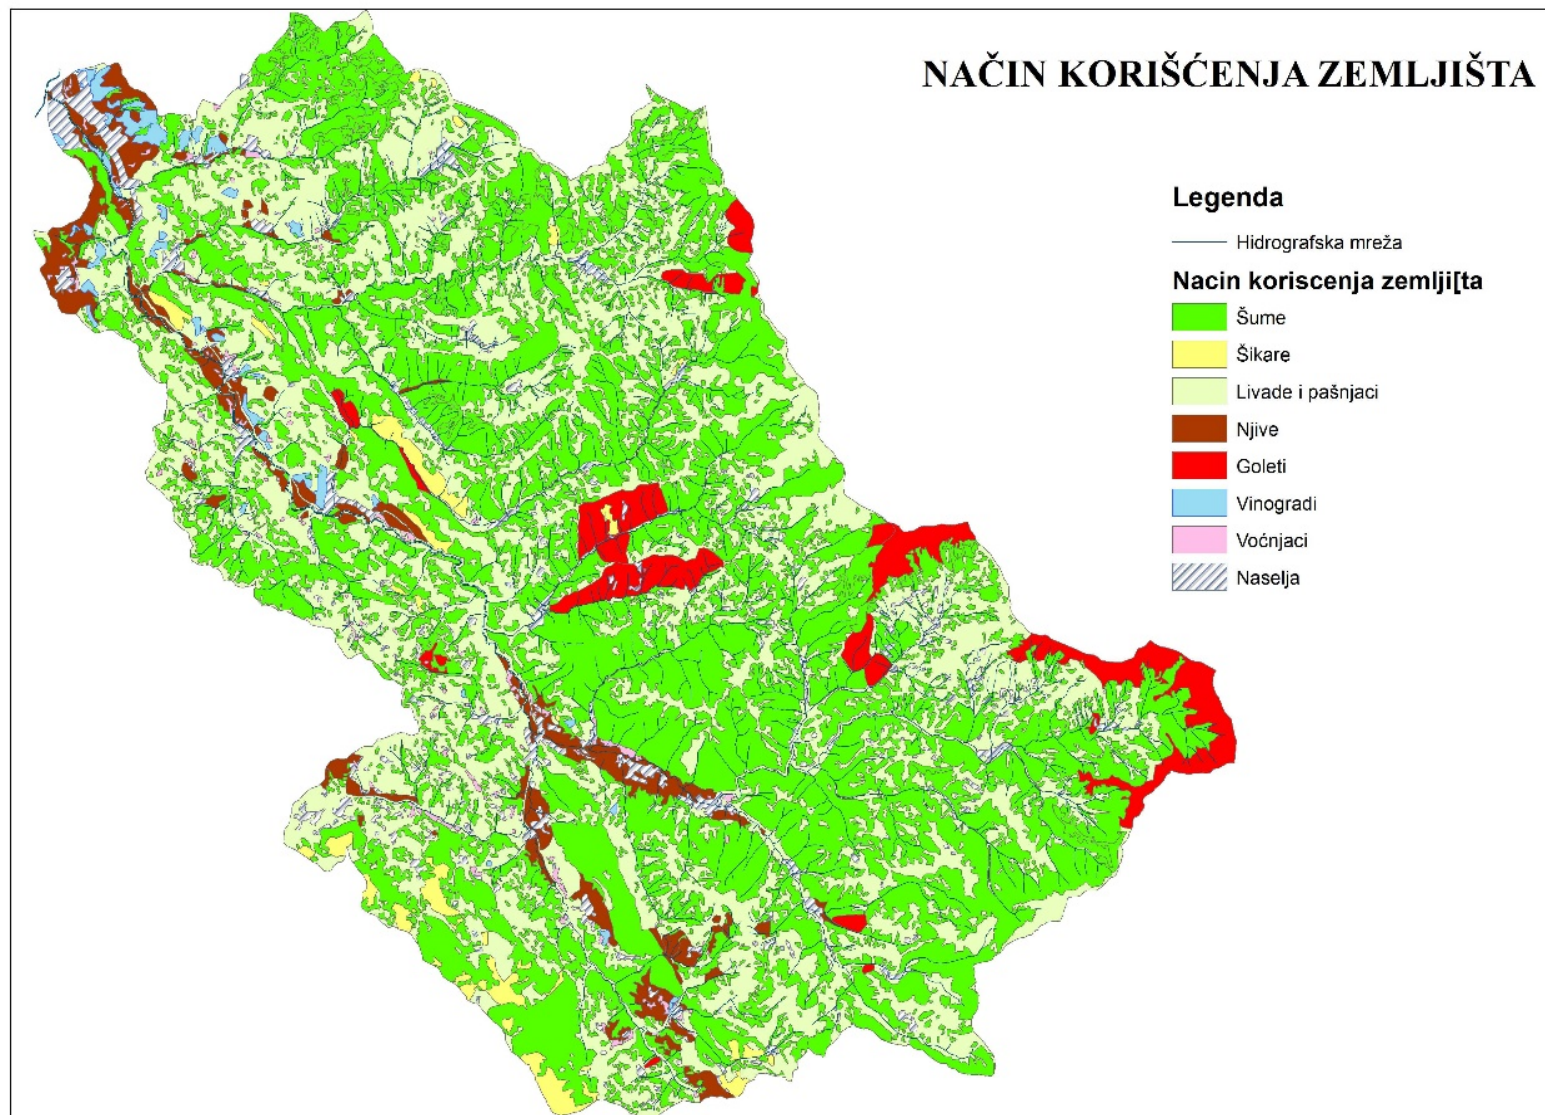 NAČIN KORIŠĆENJA ZEMLJIŠTA
Legenda
Hidrografska mreža
Nacin koriscenja zemlji[ta
Šume
Šikare
Livade i pašnjaci
Njive
Goleti
Vinogradi
Voćnjaci
Naselja